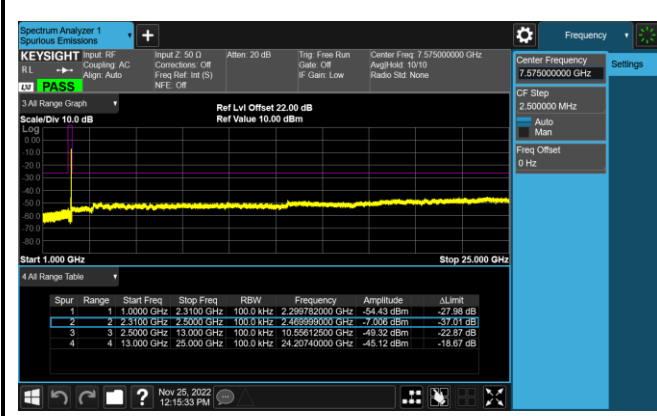 Spectrum Analyzer 1
Spurious Emissions
Frequency
KEYSIGHT
R L
PASS
Input: RF
Coupling: AC
Align: Auto
Input Z: 50 Ω
Corrections: Off
Freq Ref: Int (S)
NFE: Off
Atten: 20 dB
Trig: Free Run
Gate: Off
IF Gain: Low
Center Freq: 7.575000000 GHz
Avg|Hold: 10/10
Radio Std: None
Center Frequency
7.575000000 GHz
Settings
CF Step
2.500000 MHz
Auto
Man
Freq Offset
0 Hz
3 All Range Graph
Scale/Div 10.0 dB
Ref Lvl Offset 22.00 dB
Ref Value 10.00 dBm
Log
0.00
-10.0
-20.0
-30.0
-40.0
-50.0
-60.0
-70.0
-80.0
Start 1.000 GHz
Stop 25.000 GHz
4 All Range Table
Spur Range Start Freq Stop Freq RBW Frequency Amplitude ΔLimit
1 1 1.0000 GHz 2.3100 GHz 100.0 kHz 2.299782000 GHz -54.43 dBm -27.98 dB
2 2 2.3100 GHz 2.5000 GHz 100.0 kHz 2.469999000 GHz -7.006 dBm -37.01 dB
3 3 2.5000 GHz 13.000 GHz 100.0 kHz 10.55612500 GHz -49.32 dBm -22.87 dB
4 4 13.000 GHz 25.000 GHz 100.0 kHz 24.20740000 GHz -45.12 dBm -18.67 dB
Nov 25, 2022
12:15:33 PM